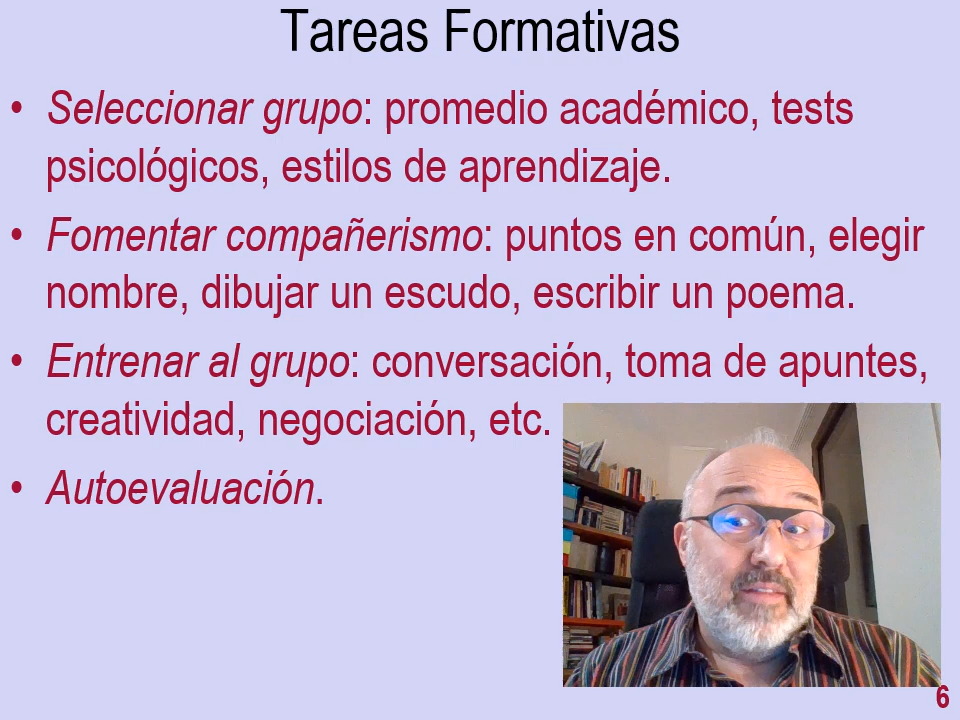 Tareas Formativas
• Seleccionar grupo: promedio académico, tests
psicológicos, estilos de aprendizaje.
• Fomentar compañerismo: puntos en común, elegir
nombre, dibujar un escudo, escribir un poema.
• Entrenar al grupo: conversación, toma de apuntes,
creatividad, negociación, etc.
• Autoevaluación.
6